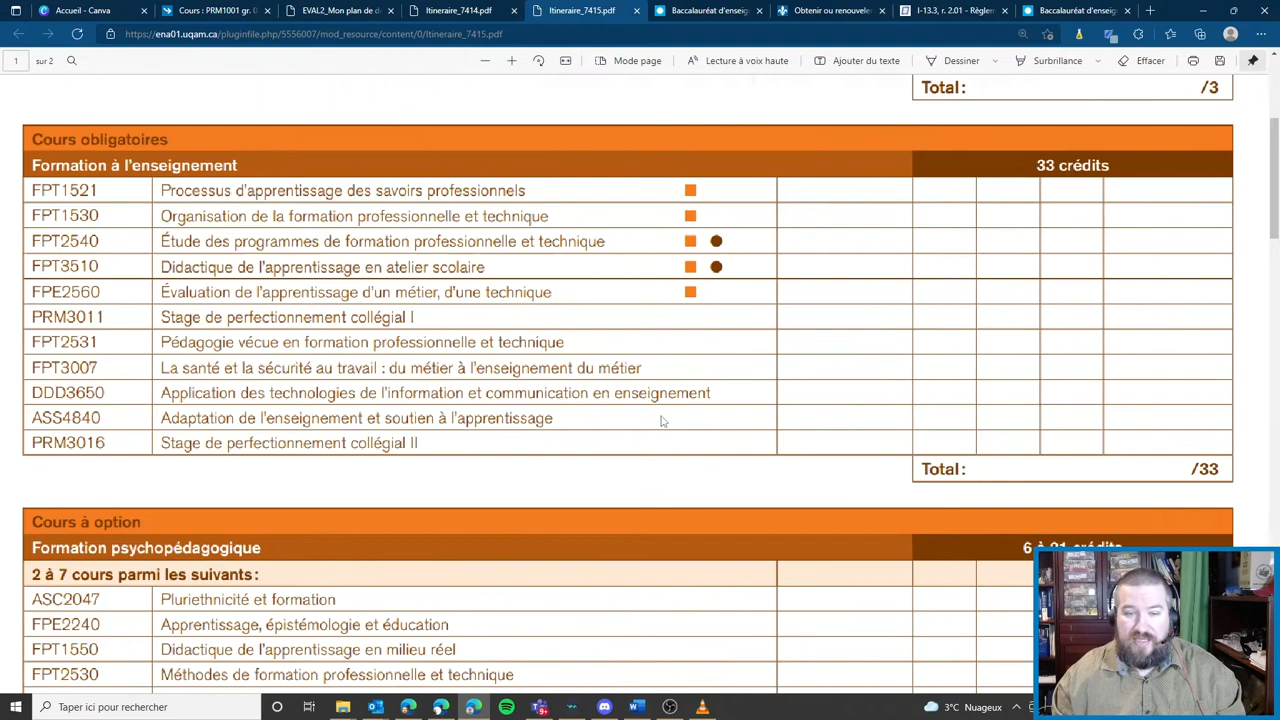 Accueil - Canva
Cours : PRM1001 gr. 0
EVAL2_Mon plan de d
Itineraire_7414.pdf
Itineraire_7415.pdf
Baccalauréat d'enseig
Obtenir ou renouvele
I-13.3, r. 2.01 - Règlem
Baccalauréat d'enseig
https://ena01.uqam.ca/pluginfile.php/5556007/mod_resource/content/0/Itineraire_7415.pdf
1 sur 2
Mode page
Lecture à voix haute
Ajouter du texte
Dessiner
Surbrillance
Effacer
Total : /3
Cours obligatoires
Formation à l'enseignement 33 crédits
FPT1521 Processus d'apprentissage des savoirs professionnels
FPT1530 Organisation de la formation professionnelle et technique
FPT2540 Étude des programmes de formation professionnelle et technique
FPT3510 Didactique de l'apprentissage en atelier scolaire
FPE2560 Évaluation de l'apprentissage d'un métier, d'une technique
PRM3011 Stage de perfectionnement collégial I
FPT2531 Pédagogie vécue en formation professionnelle et technique
FPT3007 La santé et la sécurité au travail : du métier à l'enseignement du métier
DDD3650 Application des technologies de l'information et communication en enseignement
ASS4840 Adaptation de l'enseignement et soutien à l'apprentissage
PRM3016 Stage de perfectionnement collégial II
Total : /33
Cours à option
Formation psychopédagogique 6 à 21 crédits
2 à 7 cours parmi les suivants :
ASC2047 Pluriethnicité et formation
FPE2240 Apprentissage, épistémologie et éducation
FPT1550 Didactique de l'apprentissage en milieu réel
FPT2530 Méthodes de formation professionnelle et technique
Taper ici pour rechercher
3°C Nuageux